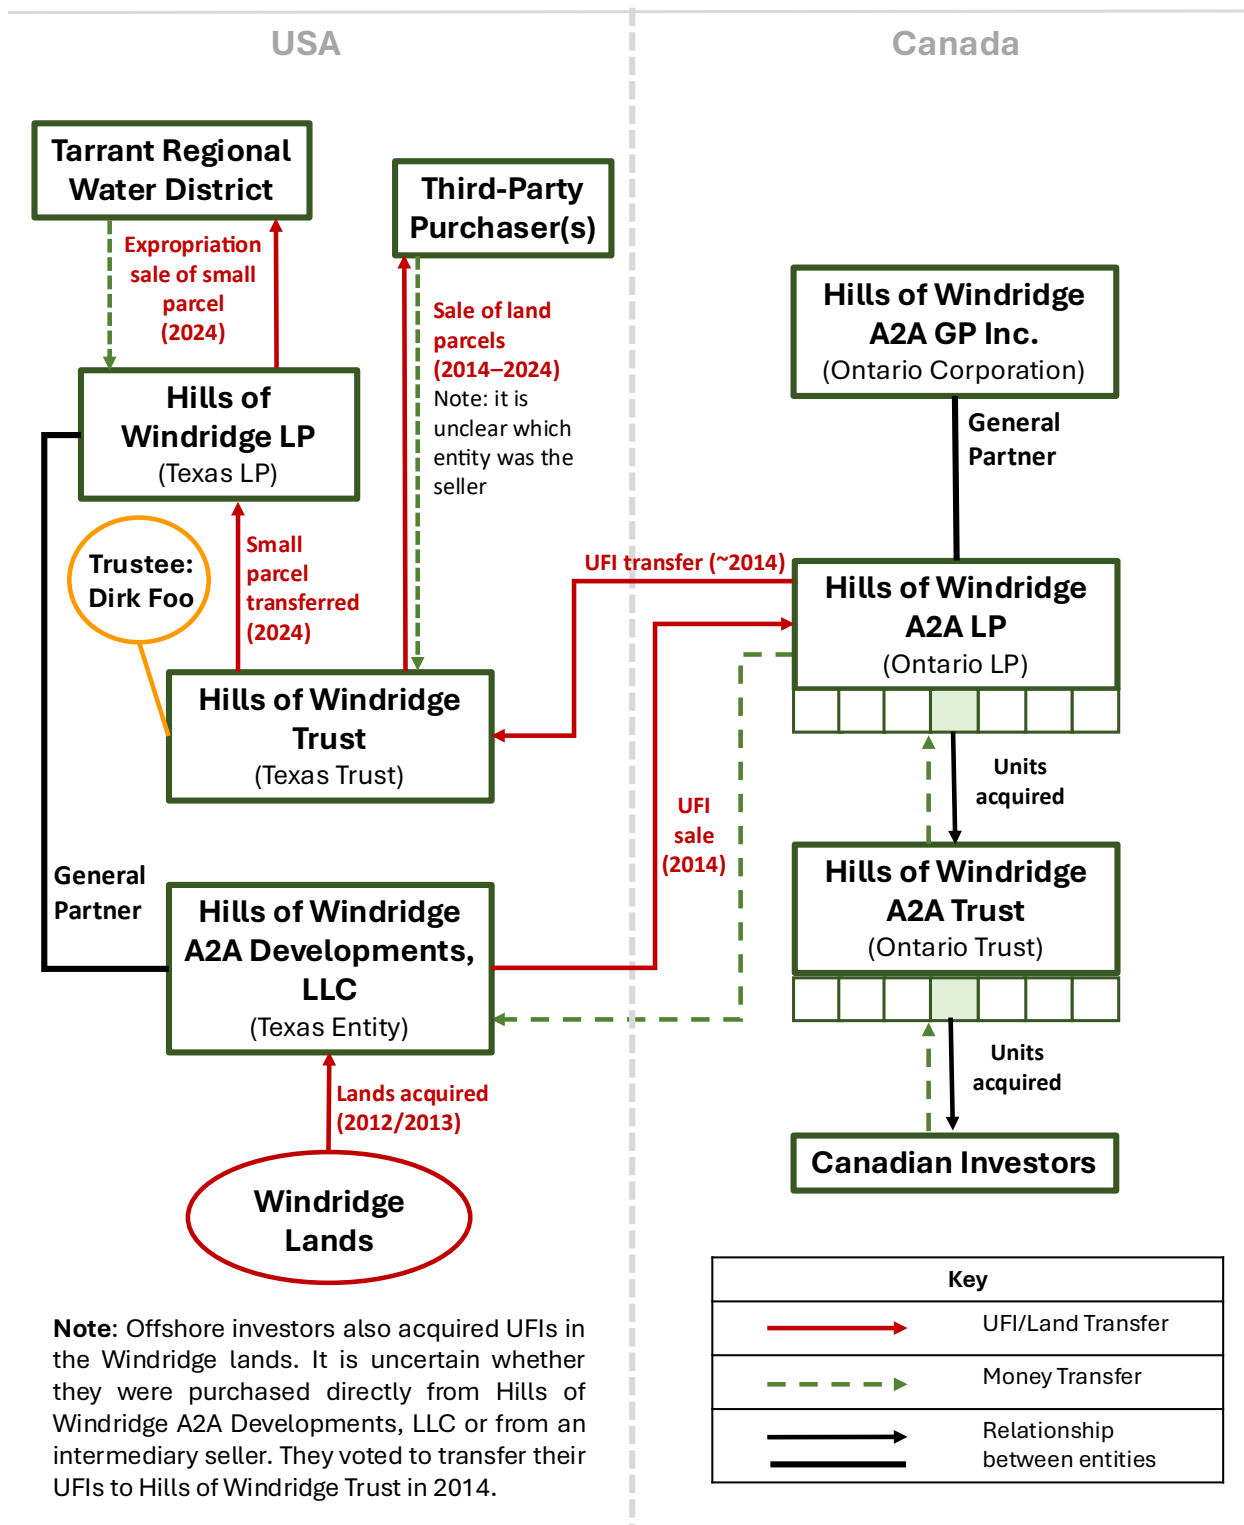 USA
Canada
Tarrant Regional
Water District
Third-Party
Purchaser(s)
Expropriation
sale of small
parcel
(2024)
Sale of land
parcels
(2014–2024)
Note: it is
unclear which
entity was the
seller
Hills of Windridge
A2A GP Inc.
(Ontario Corporation)
General
Partner
Hills of
Windridge LP
(Texas LP)
Trustee:
Dirk Foo
Small
parcel
transferred
(2024)
UFI transfer (~2014)
Hills of Windridge
A2A LP
(Ontario LP)
Hills of Windridge
Trust
(Texas Trust)
Units
acquired
UFI
sale
(2014)
Hills of Windridge
A2A Trust
(Ontario Trust)
General
Partner
Hills of Windridge
A2A Developments,
LLC
(Texas Entity)
Units
acquired
Lands acquired
(2012/2013)
Canadian Investors
Windridge
Lands
Key
UFI/Land Transfer
Money Transfer
Relationship
between entities
Note: Offshore investors also acquired UFIs in
the Windridge lands. It is uncertain whether
they were purchased directly from Hills of
Windridge A2A Developments, LLC or from an
intermediary seller. They voted to transfer their
UFIs to Hills of Windridge Trust in 2014.